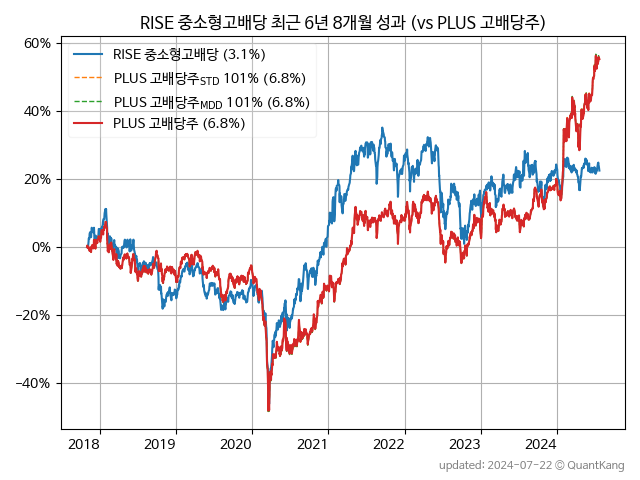 RISE 중소형고배당 최근 6년 8개월 성과 (vs PLUS 고배당주)
60%
40%
20%
0%
−20%
−40%
RISE 중소형고배당 (3.1%)
PLUS 고배당주STD 101% (6.8%)
PLUS 고배당주MDD 101% (6.8%)
PLUS 고배당주 (6.8%)
2018 2019 2020 2021 2022 2023 2024
updated: 2024-07-22 © QuantKang